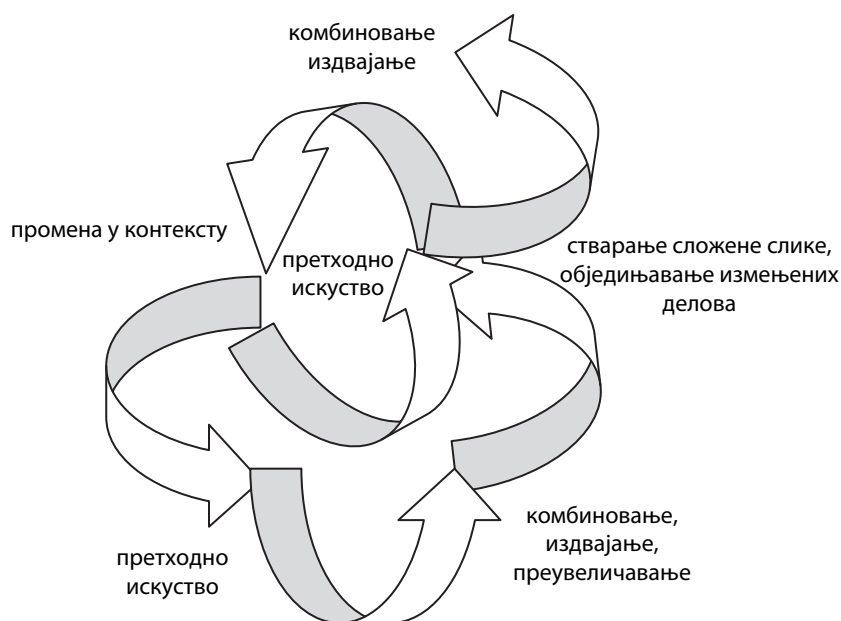 комбиновање
издвајање
промена у контексту
претходно
искуство
стварање сложене слике,
обједињавање измењених
делова
комбиновање,
издвајање,
преувеличавање
претходно
искуство